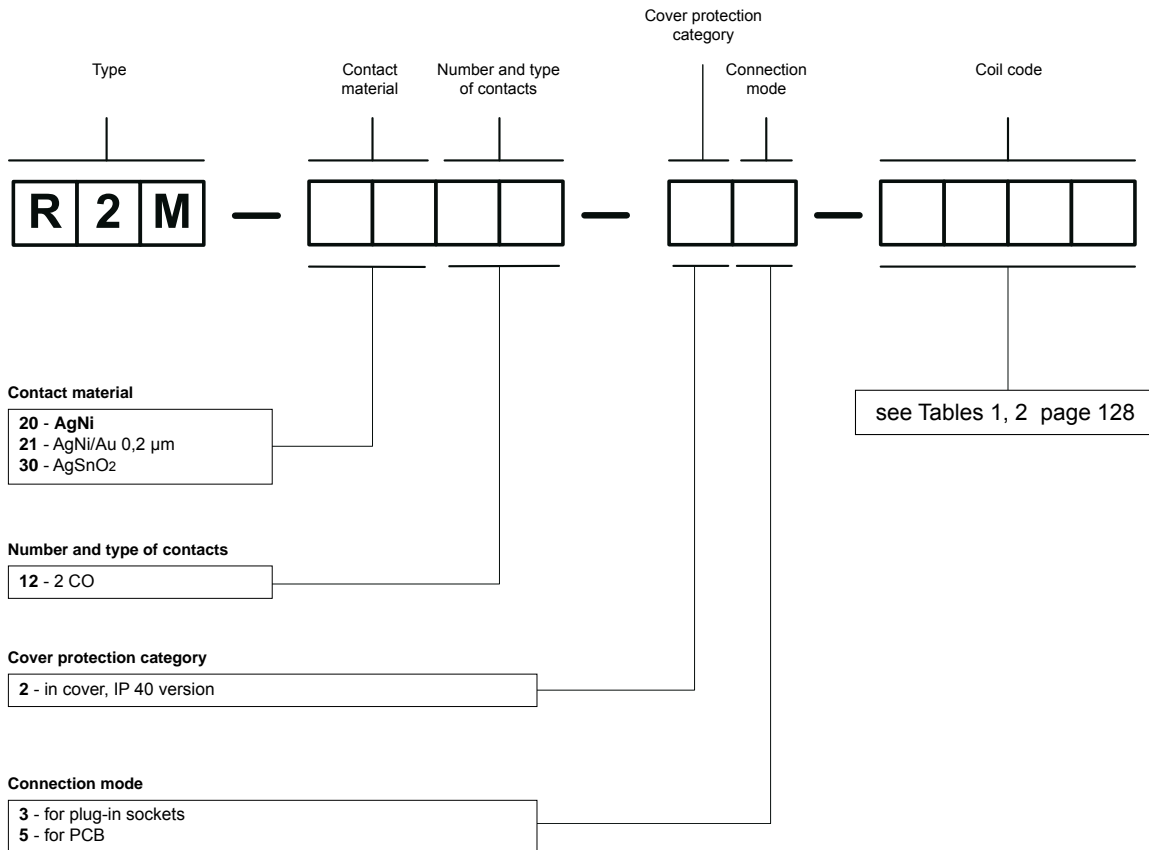 Cover protection
category
Type
Contact
material
Number and type
of contacts
Connection
mode
Coil code
R 2 M — — —
Contact material
20 - AgNi
21 - AgNi/Au 0,2 µm
30 - AgSnO2
see Tables 1, 2 page 128
Number and type of contacts
12 - 2 CO
Cover protection category
2 - in cover, IP 40 version
Connection mode
3 - for plug-in sockets
5 - for PCB